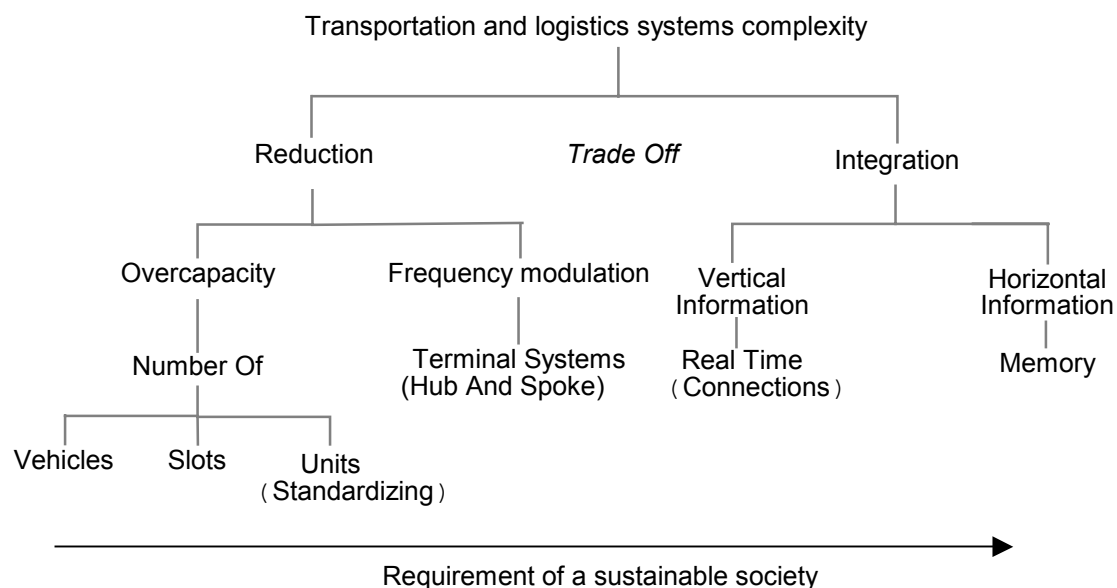 Transportation and logistics systems complexity
Reduction
Trade Off
Integration
Overcapacity
Frequency modulation
Vertical
Information
Horizontal
Information
Number Of
Terminal Systems
(Hub And Spoke)
Real Time
(Connections)
Memory
Vehicles
Slots
Units
(Standardizing)
Requirement of a sustainable society